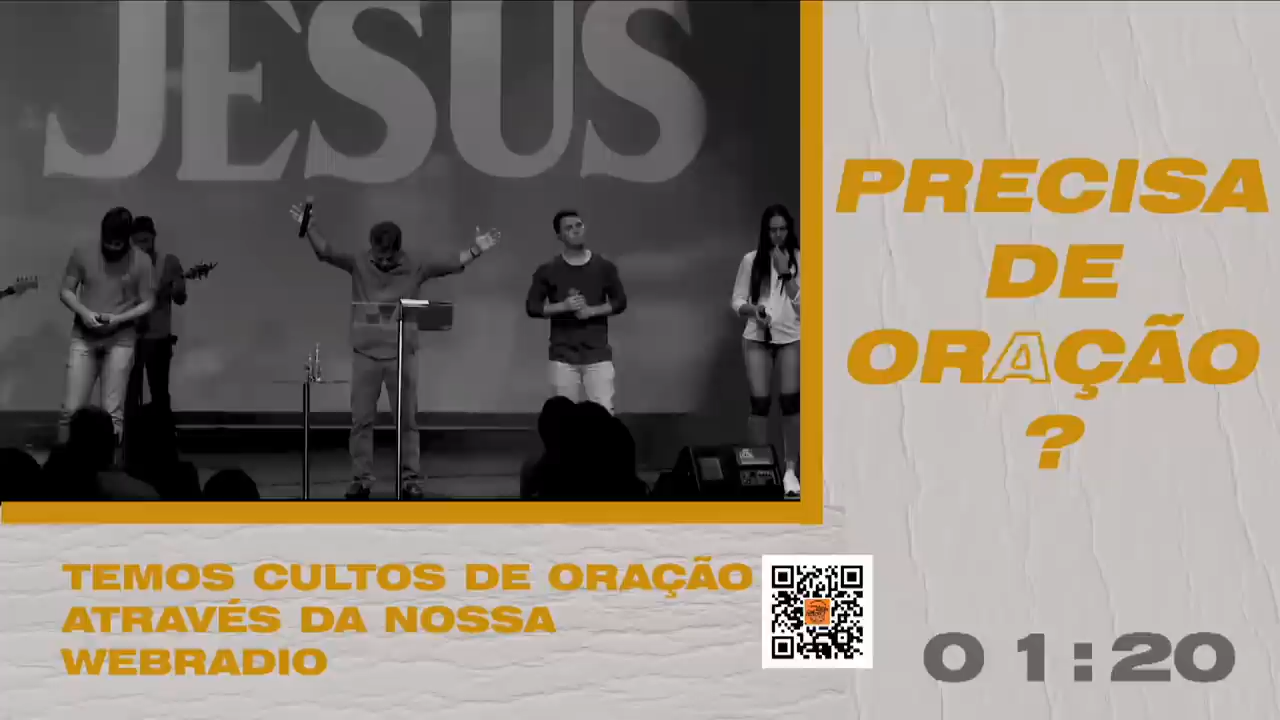 JESUS
PRECISA
DE
ORAÇÃO
?
TEMOS CULTOS DE ORAÇÃO
ATRAVÉS DA NOSSA
WEBRADIO
01:20